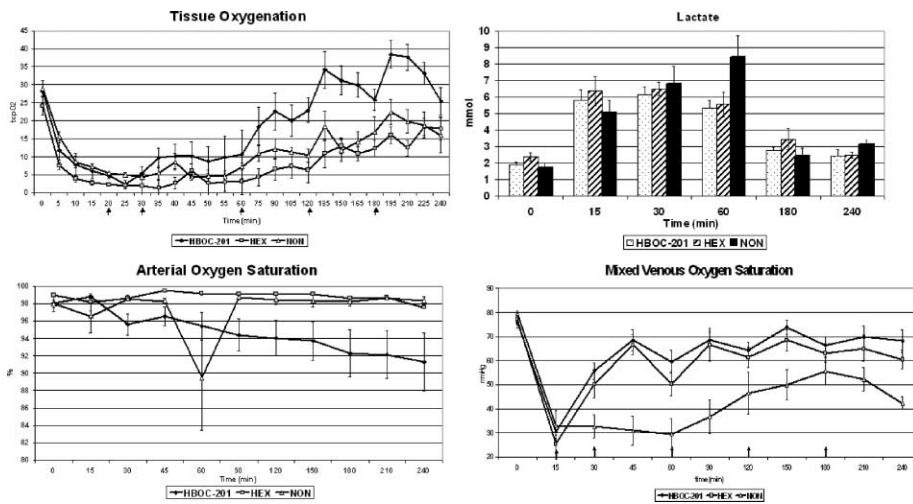 Tissue Oxygenation
tcpO2
45
40
35
30
25
20
15
10
5
0
0 5 10 15 20 25 30 35 40 45 50 55 60 75 90 105 120 135 150 165 180 195 210 225 240
Time (min)
HBOC-201 HEX NON
Lactate
mmol
10
9
8
7
6
5
4
3
2
1
0
0 15 30 60 180 240
Time (min)
HBOC-201 HEX NON
Arterial Oxygen Saturation
%
100
98
96
94
92
90
88
86
84
82
80
0 15 30 45 60 90 120 150 180 210 240
Time (min)
HBOC-201 HEX NON
Mixed Venous Oxygen Saturation
mmHg
90
80
70
60
50
40
30
20
0 15 30 45 60 90 120 150 180 210 240
time(min)
HBOC-201 HEX NON